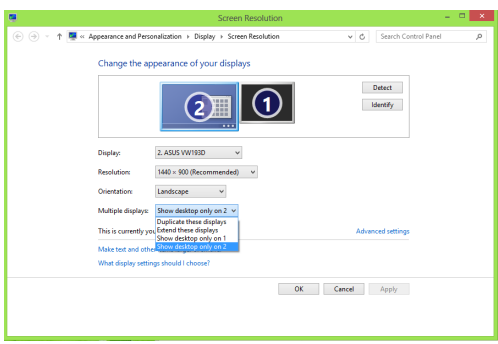 Screen Resolution
« Appearance and Personalization ▸ Display ▸ Screen Resolution
Search Control Panel
Change the appearance of your displays
2
1
Detect
Identify
Display:
2. ASUS VW193D
Resolution:
1440 × 900 (Recommended)
Orientation:
Landscape
Multiple displays:
Show desktop only on 2
Duplicate these displays
This is currently you
Extend these displays
Advanced settings
Show desktop only on 1
Make text and othe
Show desktop only on 2
What display settings should I choose?
OK
Cancel
Apply